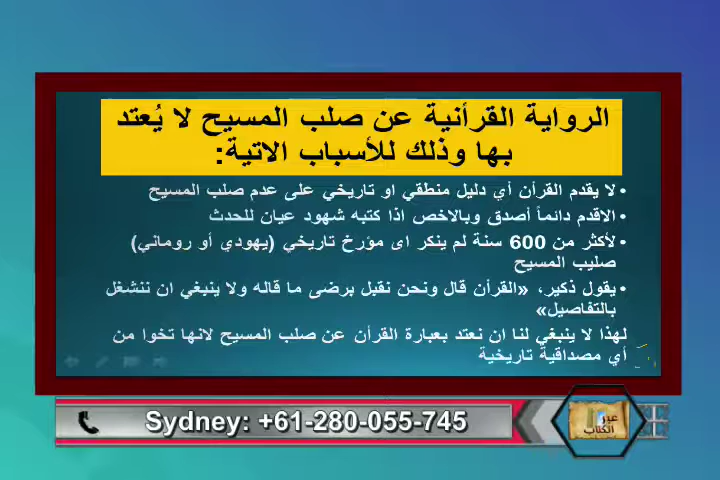 الرواية القرأنية عن صلب المسيح لا يُعتد
بها وذلك للأسباب الاتية:
•لا يقدم القرأن أي دليل منطقي او تاريخي على عدم صلب المسيح
•الاقدم دائماً أصدق وبالاخص اذا كتبه شهود عيان للحدث
•لأكثر من 600 سنة لم ينكر اى مؤرخ تاريخي (يهودي أو روماني)
صليب المسيح
•يقول ذكير، «القرأن قال ونحن نقبل برضى ما قاله ولا ينبغي ان ننشغل
بالتفاصيل»
لهذا لا ينبغي لنا ان نعتد بعبارة القرأن عن صلب المسيح لانها تخوا من
أي مصداقية تاريخية
Sydney: +61-280-055-745
عبر
الكتاب